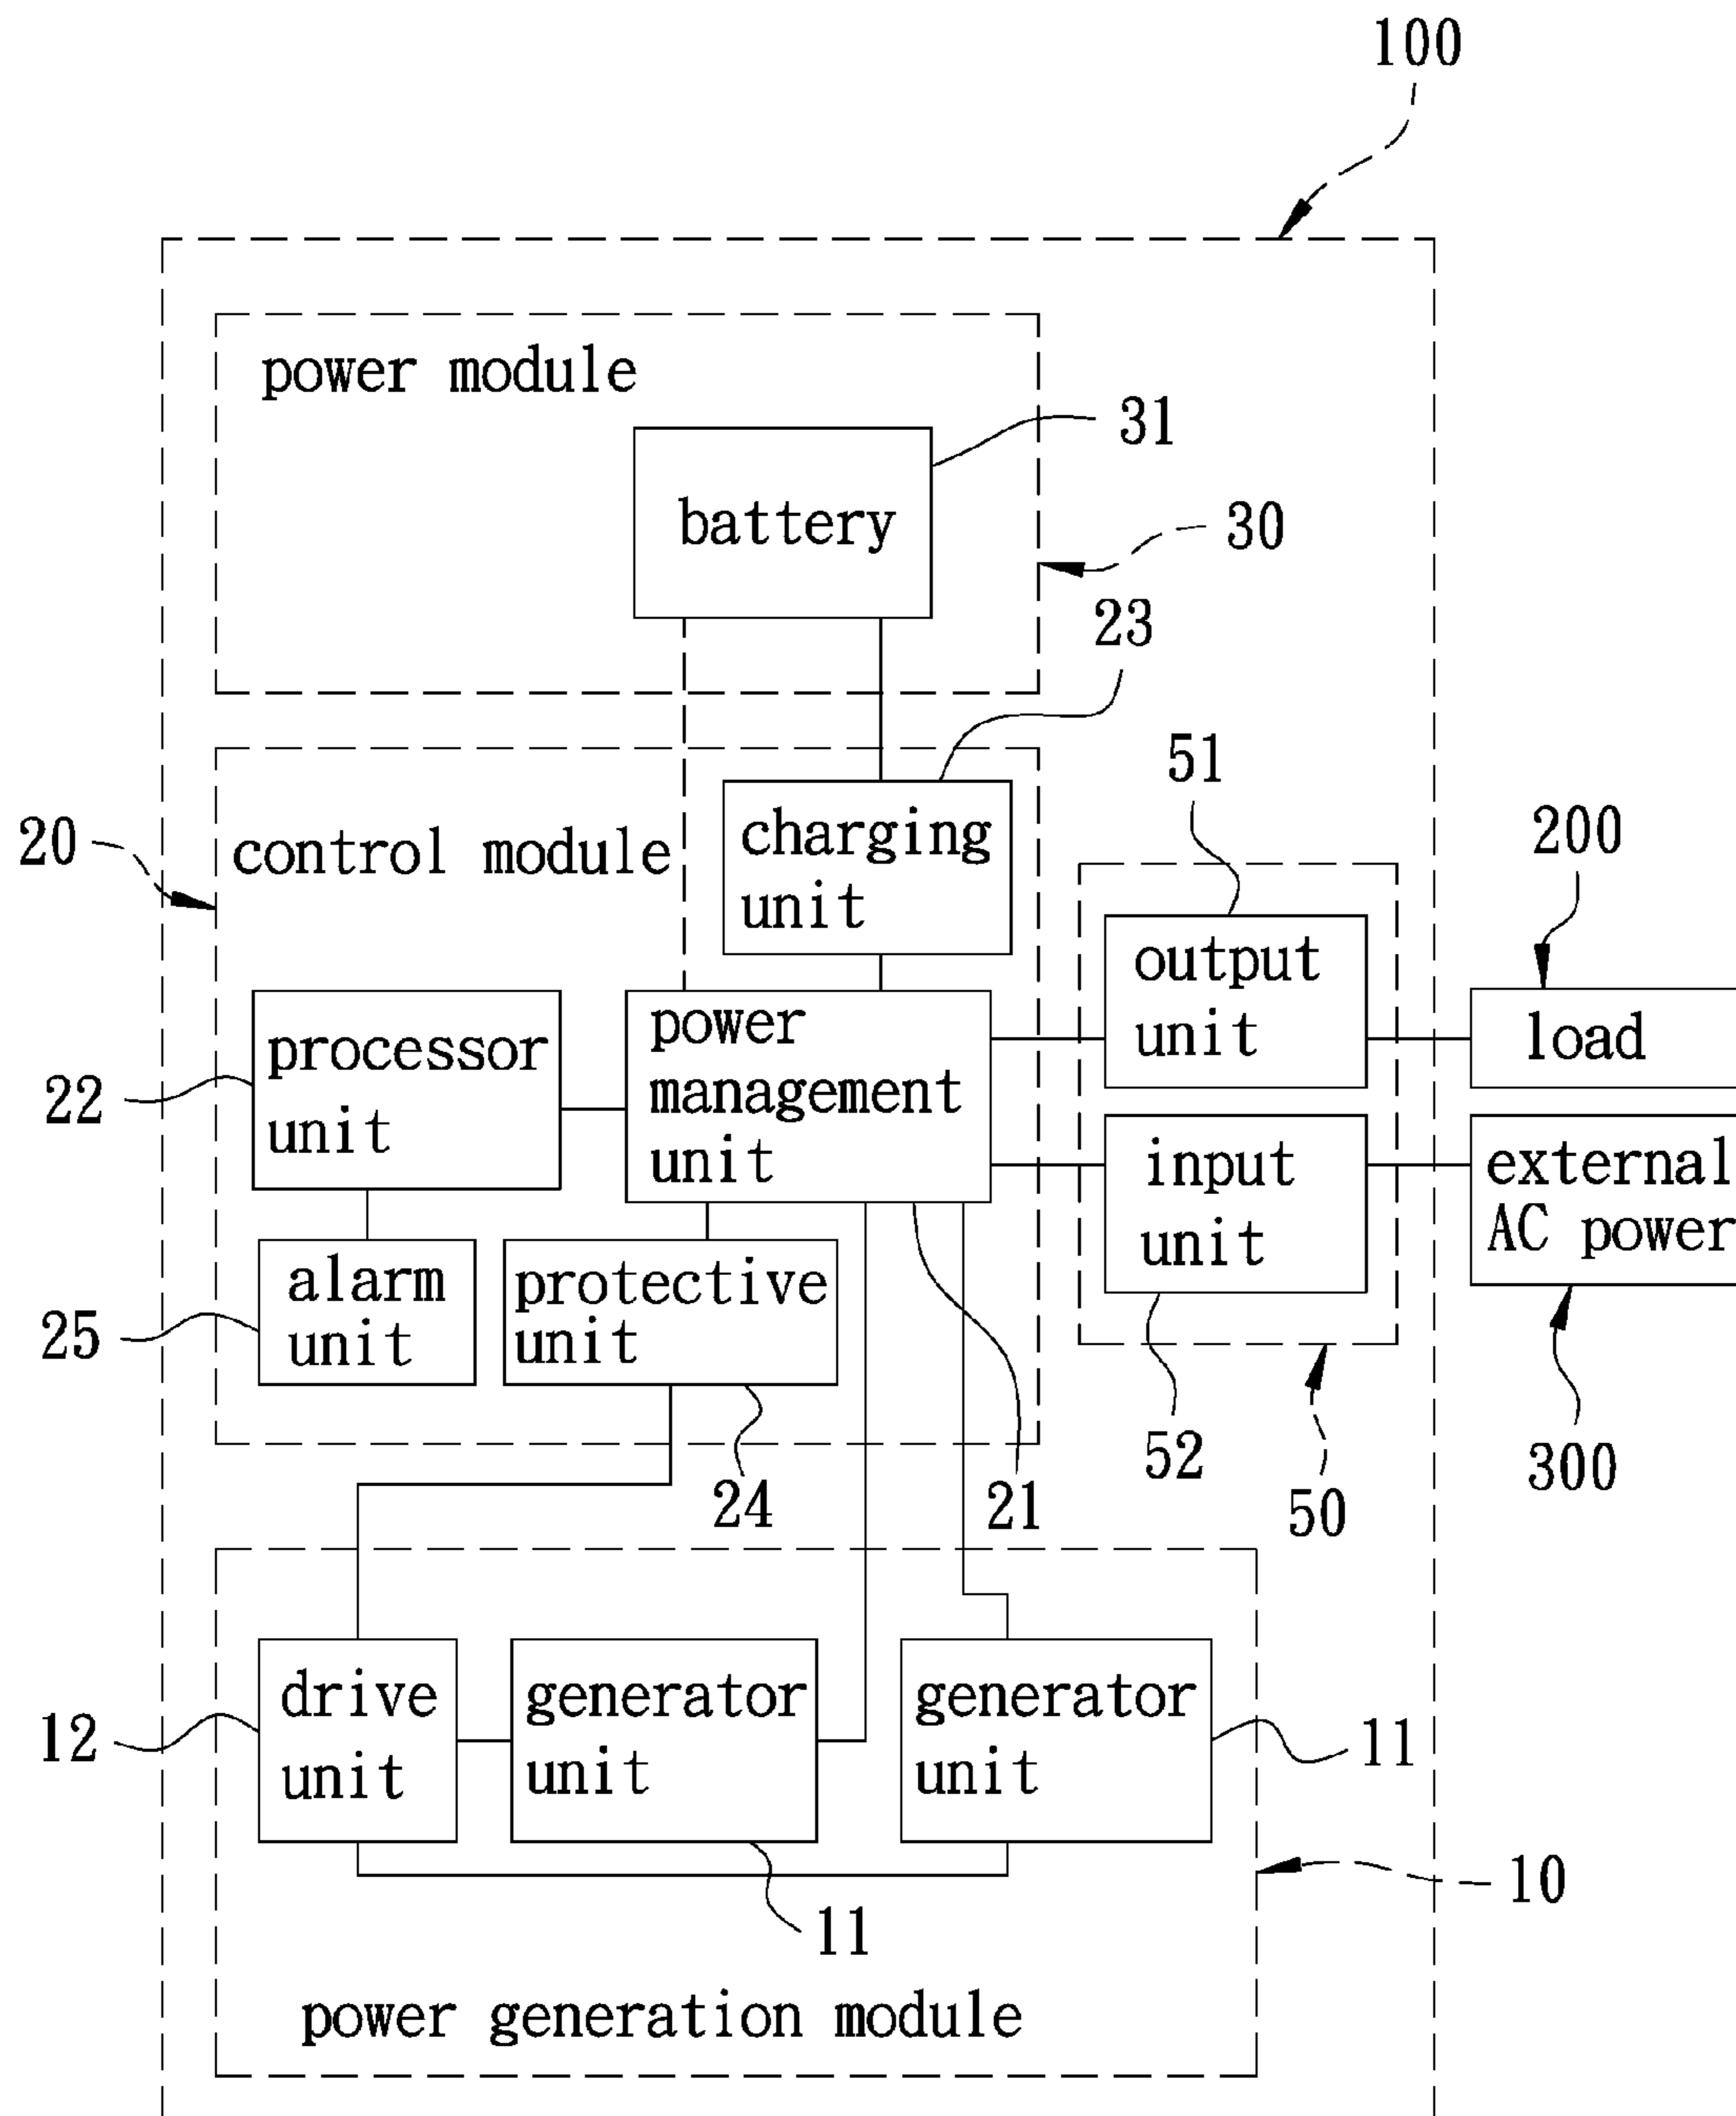 100
power module
31
battery
30
23
51
20
control module
charging
unit
200
output
unit
load
processor
unit
22
power
management
unit
input
unit
external
AC power
alarm
unit
25
protective
unit
52
300
24
21
50
drive
unit
12
generator
unit
generator
unit
11
10
11
power generation module